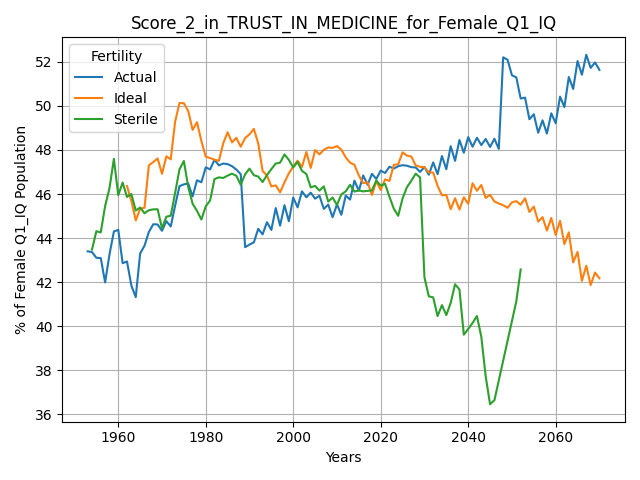 Score_2_in_TRUST_IN_MEDICINE_for_Female_Q1_IQ
Fertility
Actual
Ideal
Sterile
% of Female Q1_IQ Population
52
50
48
46
44
42
40
38
36
1960
1980
2000
2020
2040
2060
Years